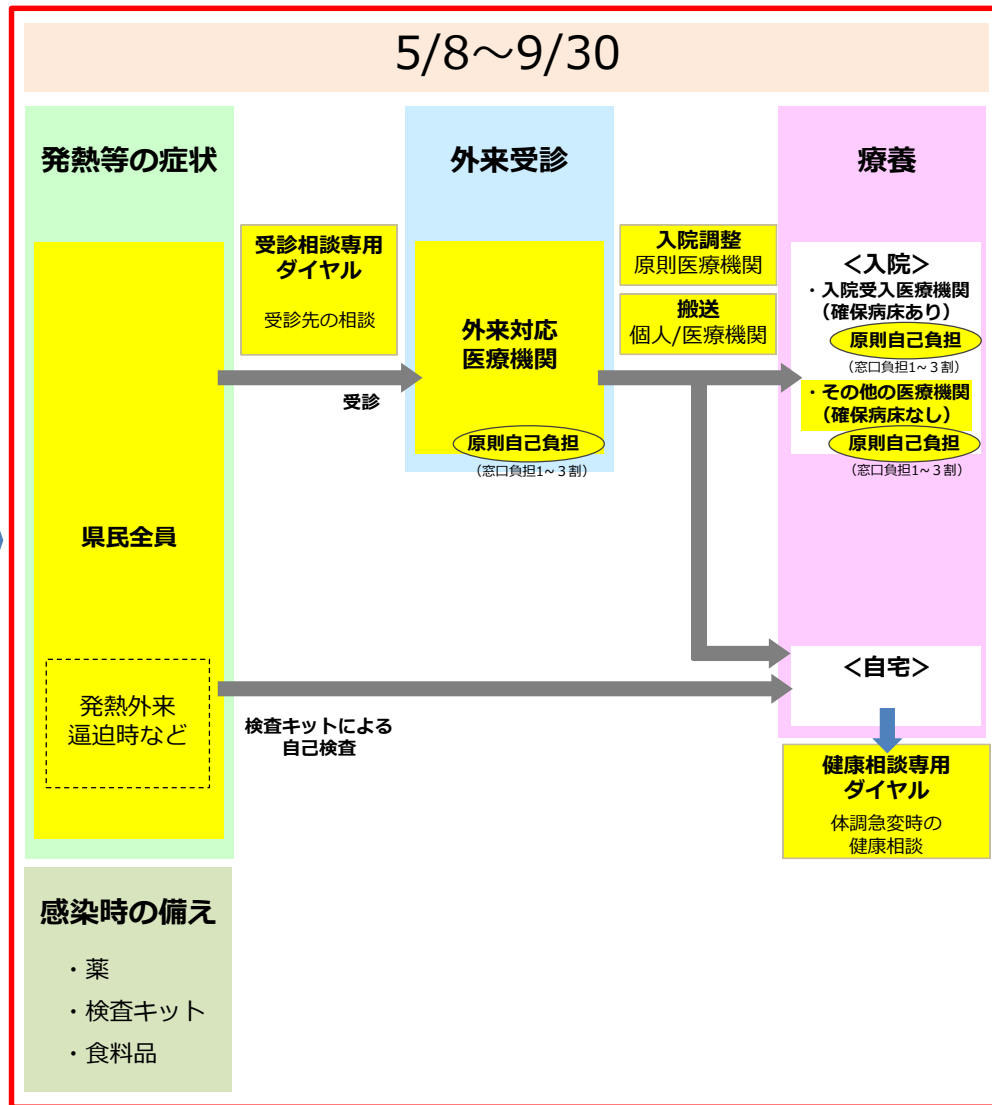 5/8～9/30
発熱等の症状
外来受診
療養
受診相談専用
ダイヤル
受診先の相談
入院調整
原則医療機関
搬送
個人/医療機関
外来対応
医療機関
原則自己負担
（窓口負担1~３割）
受診
＜入院＞
・入院受入医療機関
（確保病床あり）
原則自己負担
（窓口負担1~３割）
・その他の医療機関
（確保病床なし）
原則自己負担
（窓口負担1~３割）
県民全員
発熱外来
逼迫時など
検査キットによる
自己検査
＜自宅＞
健康相談専用
ダイヤル
体調急変時の
健康相談
感染時の備え
・薬
・検査キット
・食料品